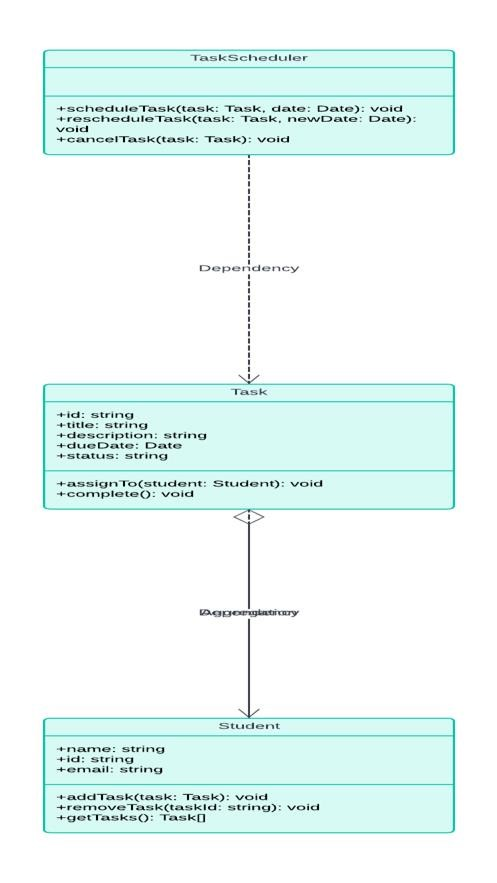 TaskScheduler
+scheduleTask(task: Task, date: Date): void
+rescheduleTask(task: Task, newDate: Date):
void
+cancelTask(task: Task): void
Dependency
Task
+id: string
+title: string
+description: string
+dueDate: Date
+status: string
+assignTo(student: Student): void
+complete(): void
Student
+name: string
+id: string
+email: string
+addTask(task: Task): void
+removeTask(taskId: string): void
+getTasks(): Task[]